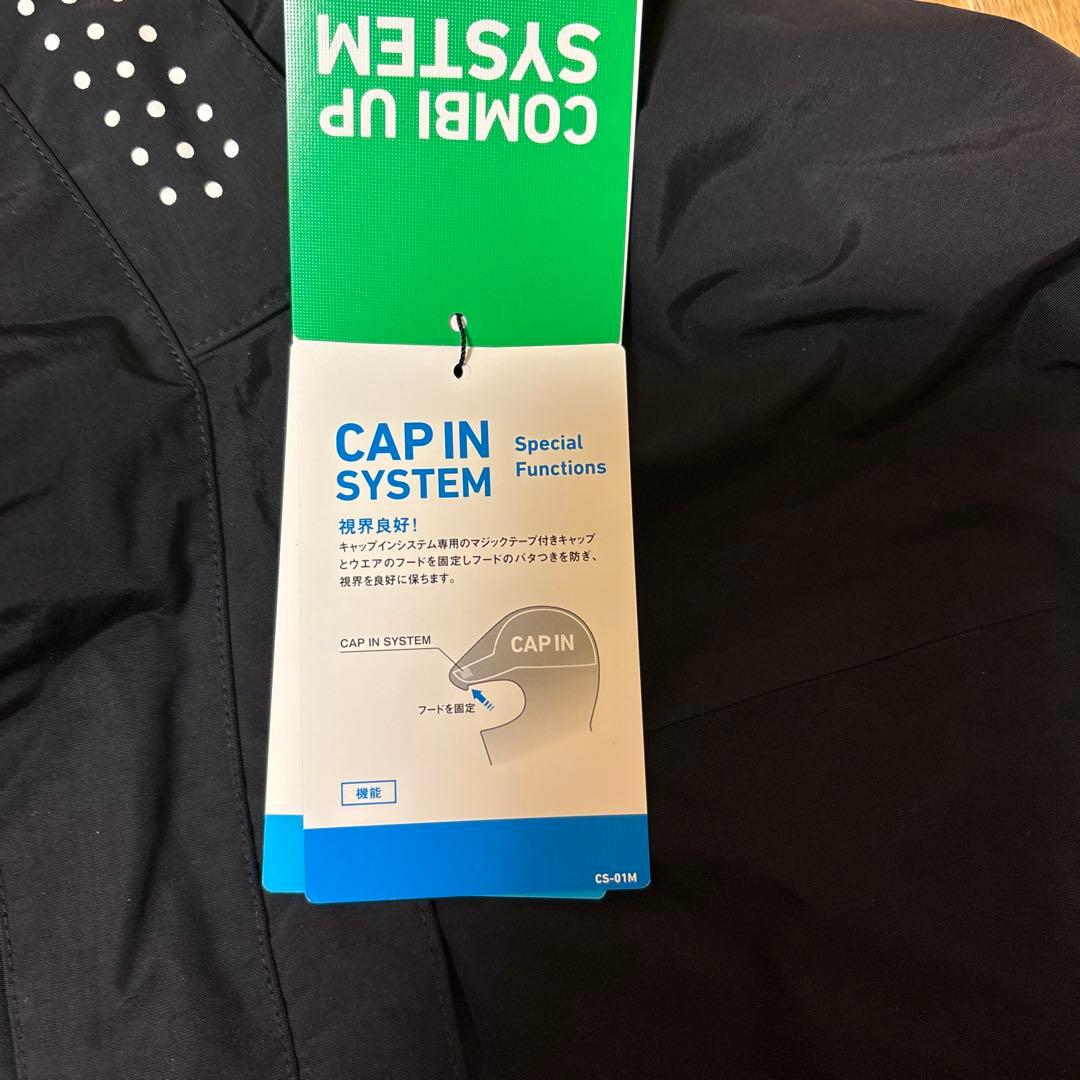 COMBI UP
SYSTEM
CAP IN
SYSTEM
Special
Functions
視界良好!
キャップインシステム専用のマジックテープ付きキャップ
とウエアのフードを固定しフードのバタつきを防ぎ、
視界を良好に保ちます。
CAP IN SYSTEM
CAP IN
フードを固定
機能
CS-01M